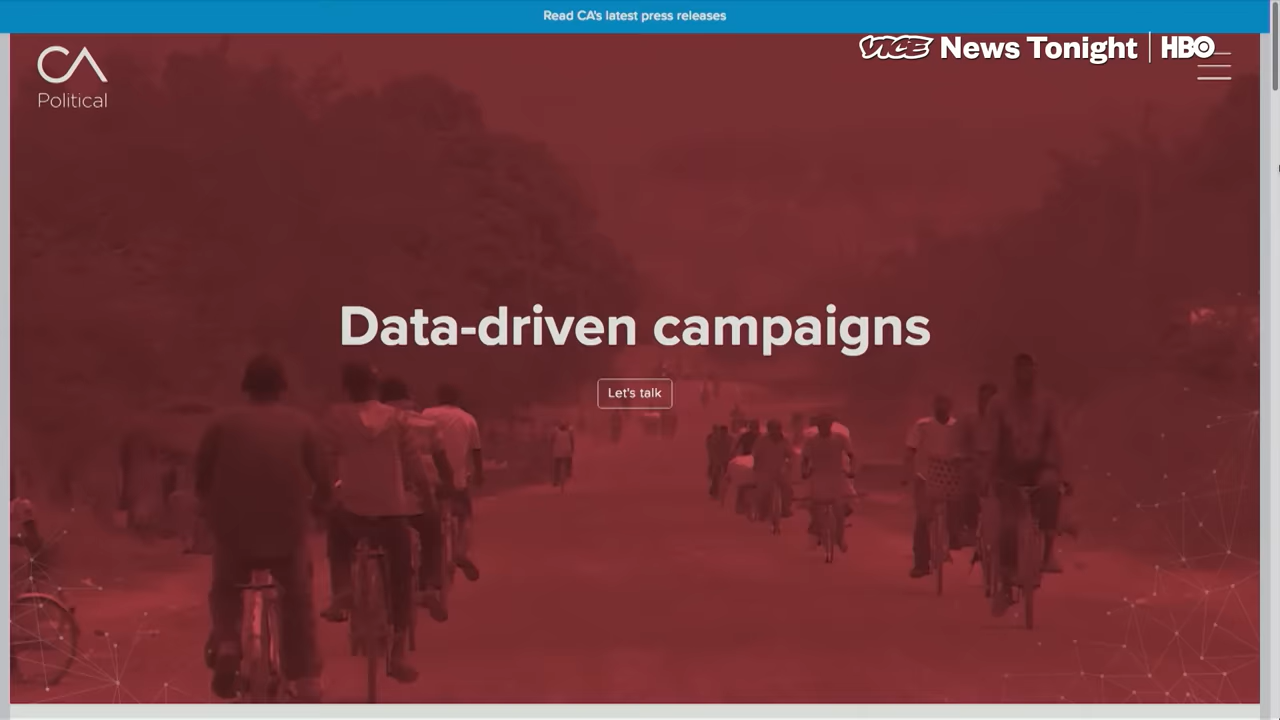 Read CA's latest press releases
VICE News Tonight HBO
CA
Political
Data-driven campaigns
Let's talk